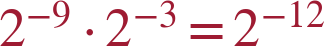 2⁻⁹ · 2⁻³ = 2⁻¹²